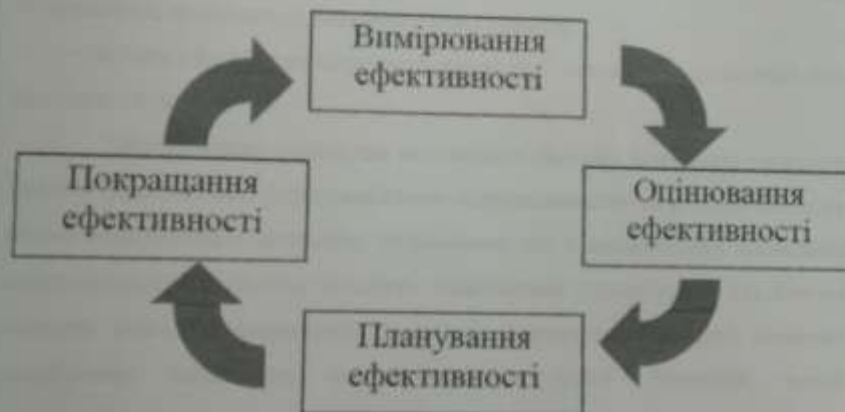 Вимірювання
ефективності
Оцінювання
ефективності
Планування
ефективності
Покращання
ефективності